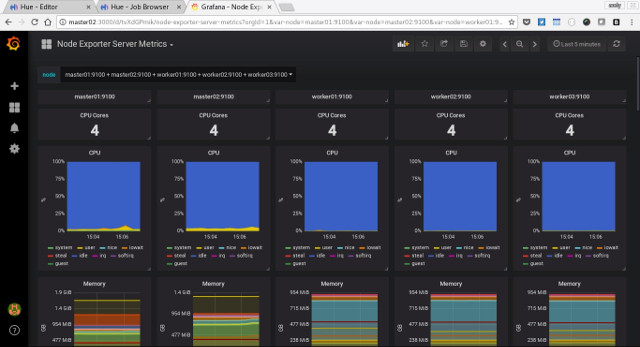 Hue - Editor
Hue - Job Browser
Grafana - Node Exp
master02:3000/d/
/node-exporter-server-metrics?orgId=1&var-node=master01:9100&var-node=master02:9100&var-node=worker01:9
Node Exporter Server Metrics
Last 5 minutes
node master01:9100 + master02:9100 + worker01:9100 + worker02:9100 + worker03:9100
master01:9100 master02:9100 worker01:9100 worker02:9100 worker03:9100
CPU Cores CPU Cores CPU Cores CPU Cores CPU Cores
4 4 4 4 4
CPU CPU CPU CPU CPU
100% 100% 100% 100% 100%
75% 75% 75% 75% 75%
50% 50% 50% 50% 50%
% % % % %
25% 25% 25% 25% 25%
0% 0% 0% 0% 0%
15:04 15:06 15:04 15:06 15:04 15:06 15:04 15:06 15:04 15:06
system user nice iowait system user nice iowait system user nice iowait system user nice iowait system user nice iowait
steal idle irq softirq steal idle irq softirq steal idle irq softirq steal idle irq softirq steal idle irq softirq
guest guest guest guest guest
Memory Memory Memory Memory Memory
1.9 GiB 1.9 GiB 954 MiB 954 MiB 954 MiB
1.4 GiB 1.4 GiB 715 MiB 715 MiB 715 MiB
954 MiB 954 MiB 477 MiB 477 MiB 477 MiB
GB GB GB GB GB
477 MiB 477 MiB 238 MiB 238 MiB 238 MiB